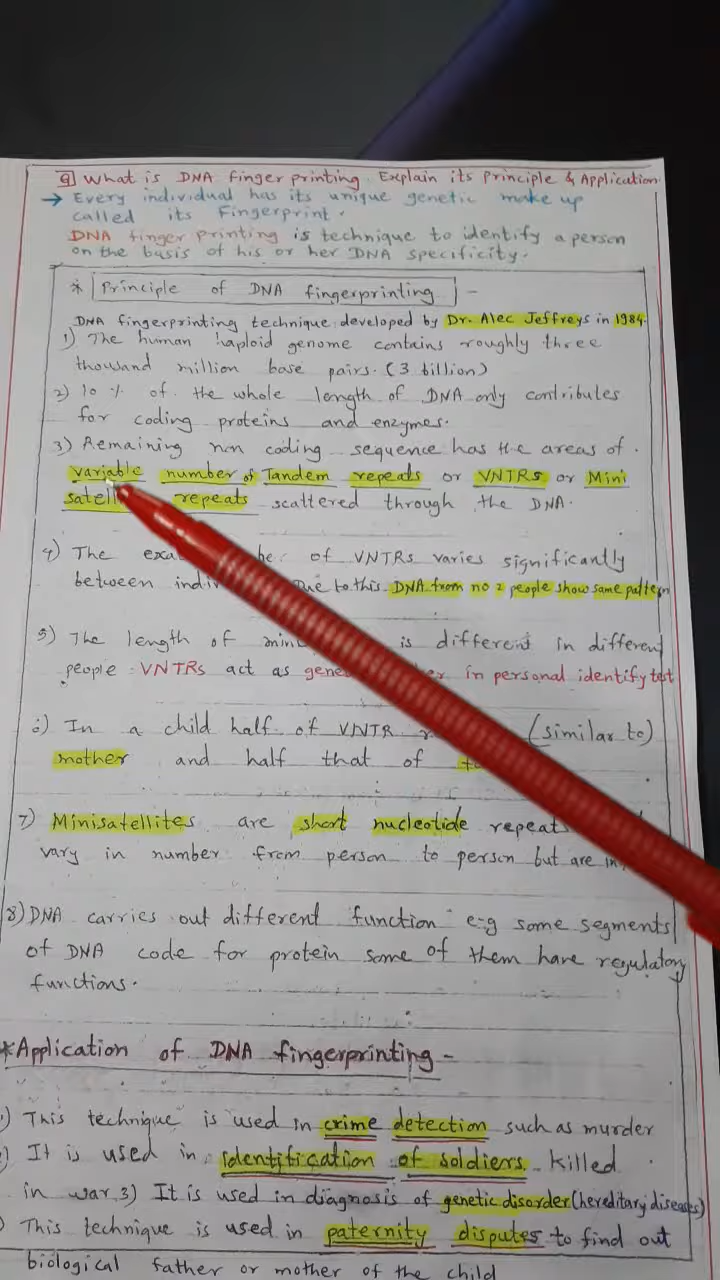 Q] What is DNA finger printing. Explain its Principle & Application
→ Every individual has its unique genetic make up
called its Fingerprint.
DNA finger printing is technique to identify a person
on the basis of his or her DNA specificity.
* Principle of DNA fingerprinting -
DNA fingerprinting technique developed by Dr. Alec Jeffreys in 1984.
1) The human haploid genome contains roughly three
thousand million base pairs. (3 billion)
2) 10 % of the whole length of DNA only contributes
for coding proteins and enzymes.
3) Remaining non coding sequence has the areas of
variable number of Tandem repeats or VNTRs or Mini
repeats scattered through the DNA.
4) The of VNTRs varies significantly
between Due to this DNA from no 2 people show same pattern
5) The length of is different in different
people. VNTRs act as in personal identify test
6) In a child half of VNTR (similar to)
mother and half that of
7) Minisatellites are short nucleotide repeat
vary in number from person to person but are
8) DNA carries out different function e.g some segments
of DNA code for protein some of them have regulatory
functions.
*Application of DNA fingerprinting -
) This technique is used in crime detection such as murder
) It is used in identification of soldiers killed
in war. 3) It is used in diagnosis of genetic disorder (hereditary diseases)
) This technique is used in paternity disputes to find out
biological father or mother of the child